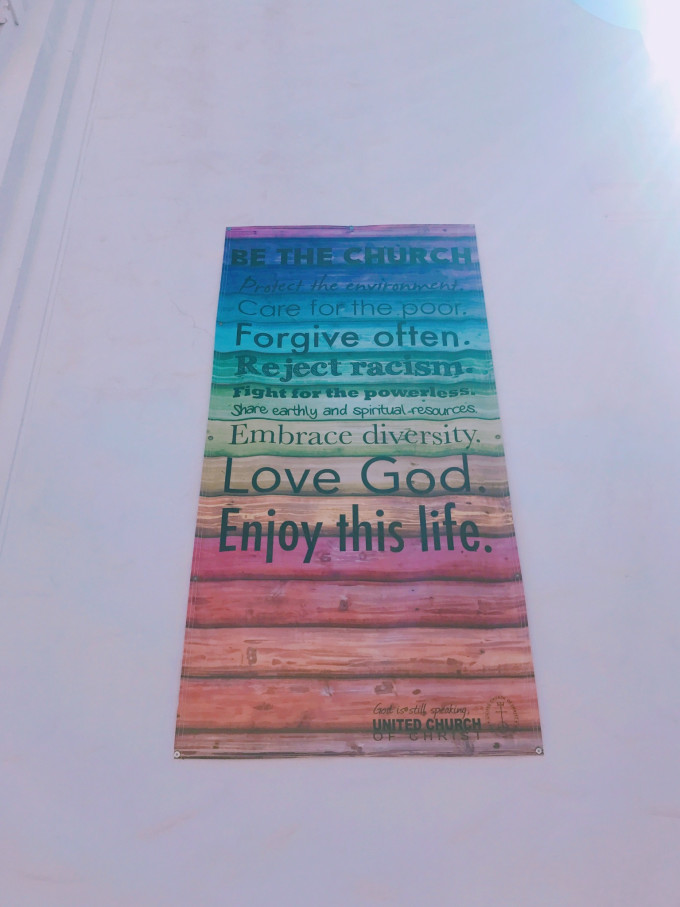 BE THE CHURCH
Protect the environment.
Care for the poor.
Forgive often.
Reject racism.
Fight for the powerless.
Share earthly and spiritual resources.
Embrace diversity.
Love God.
Enjoy this life.
God is still speaking,
UNITED CHURCH
OF CHRIST